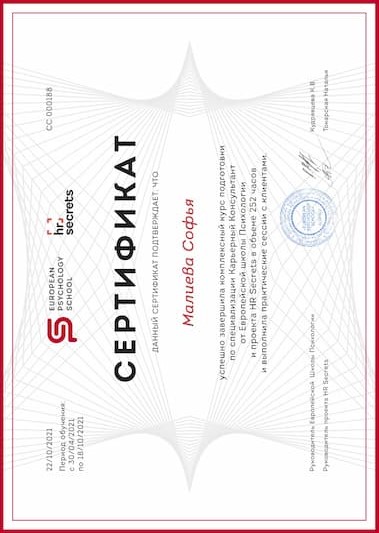 22/10/2021
Период обучения:
с 30/04/2021
по 18/10/2021
EUROPEAN
PSYCHOLOGY
SCHOOL
hr
secrets
СС 000188
СЕРТИФИКАТ
ДАННЫЙ СЕРТИФИКАТ ПОДТВЕРЖДАЕТ, ЧТО
Малиева Софья
успешно завершила комплексный курс подготовки
по специализации Карьерный Консультант
от Европейской Школы Психологии
и проекта HR Secrets в объеме 252 часов
и выполнила практические сессии с клиентами.
Руководитель Европейской Школы Психологии
Кудрявцева К.В.
Руководитель проекта HR Secrets
Токарская Наталья